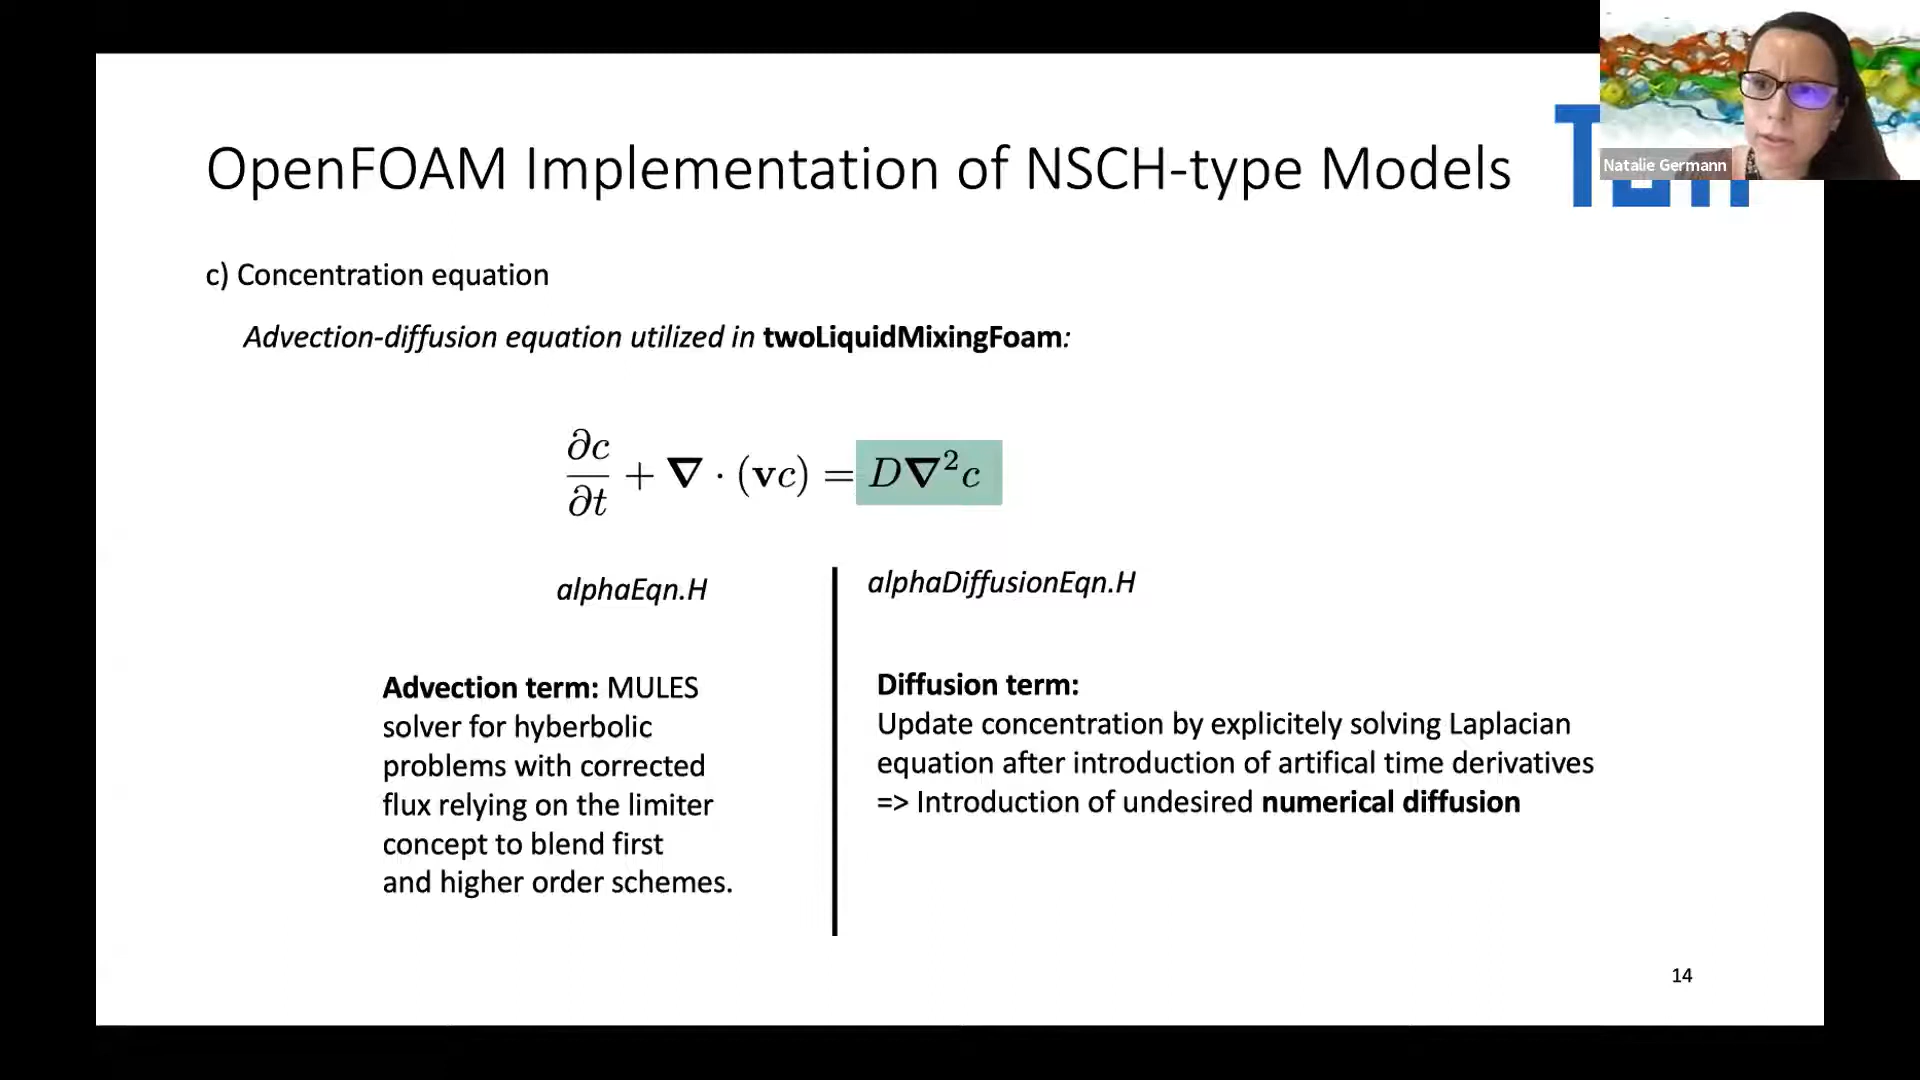 OpenFOAM Implementation of NSCH-type Models
Natalie Germann
c) Concentration equation
Advection-diffusion equation utilized in twoLiquidMixingFoam:
∂c/∂t + ∇ · (vc) = D∇²c
alphaEqn.H
alphaDiffusionEqn.H
Advection term: MULES
solver for hyberbolic
problems with corrected
flux relying on the limiter
concept to blend first
and higher order schemes.
Diffusion term:
Update concentration by explicitely solving Laplacian
equation after introduction of artifical time derivatives
=> Introduction of undesired numerical diffusion
14